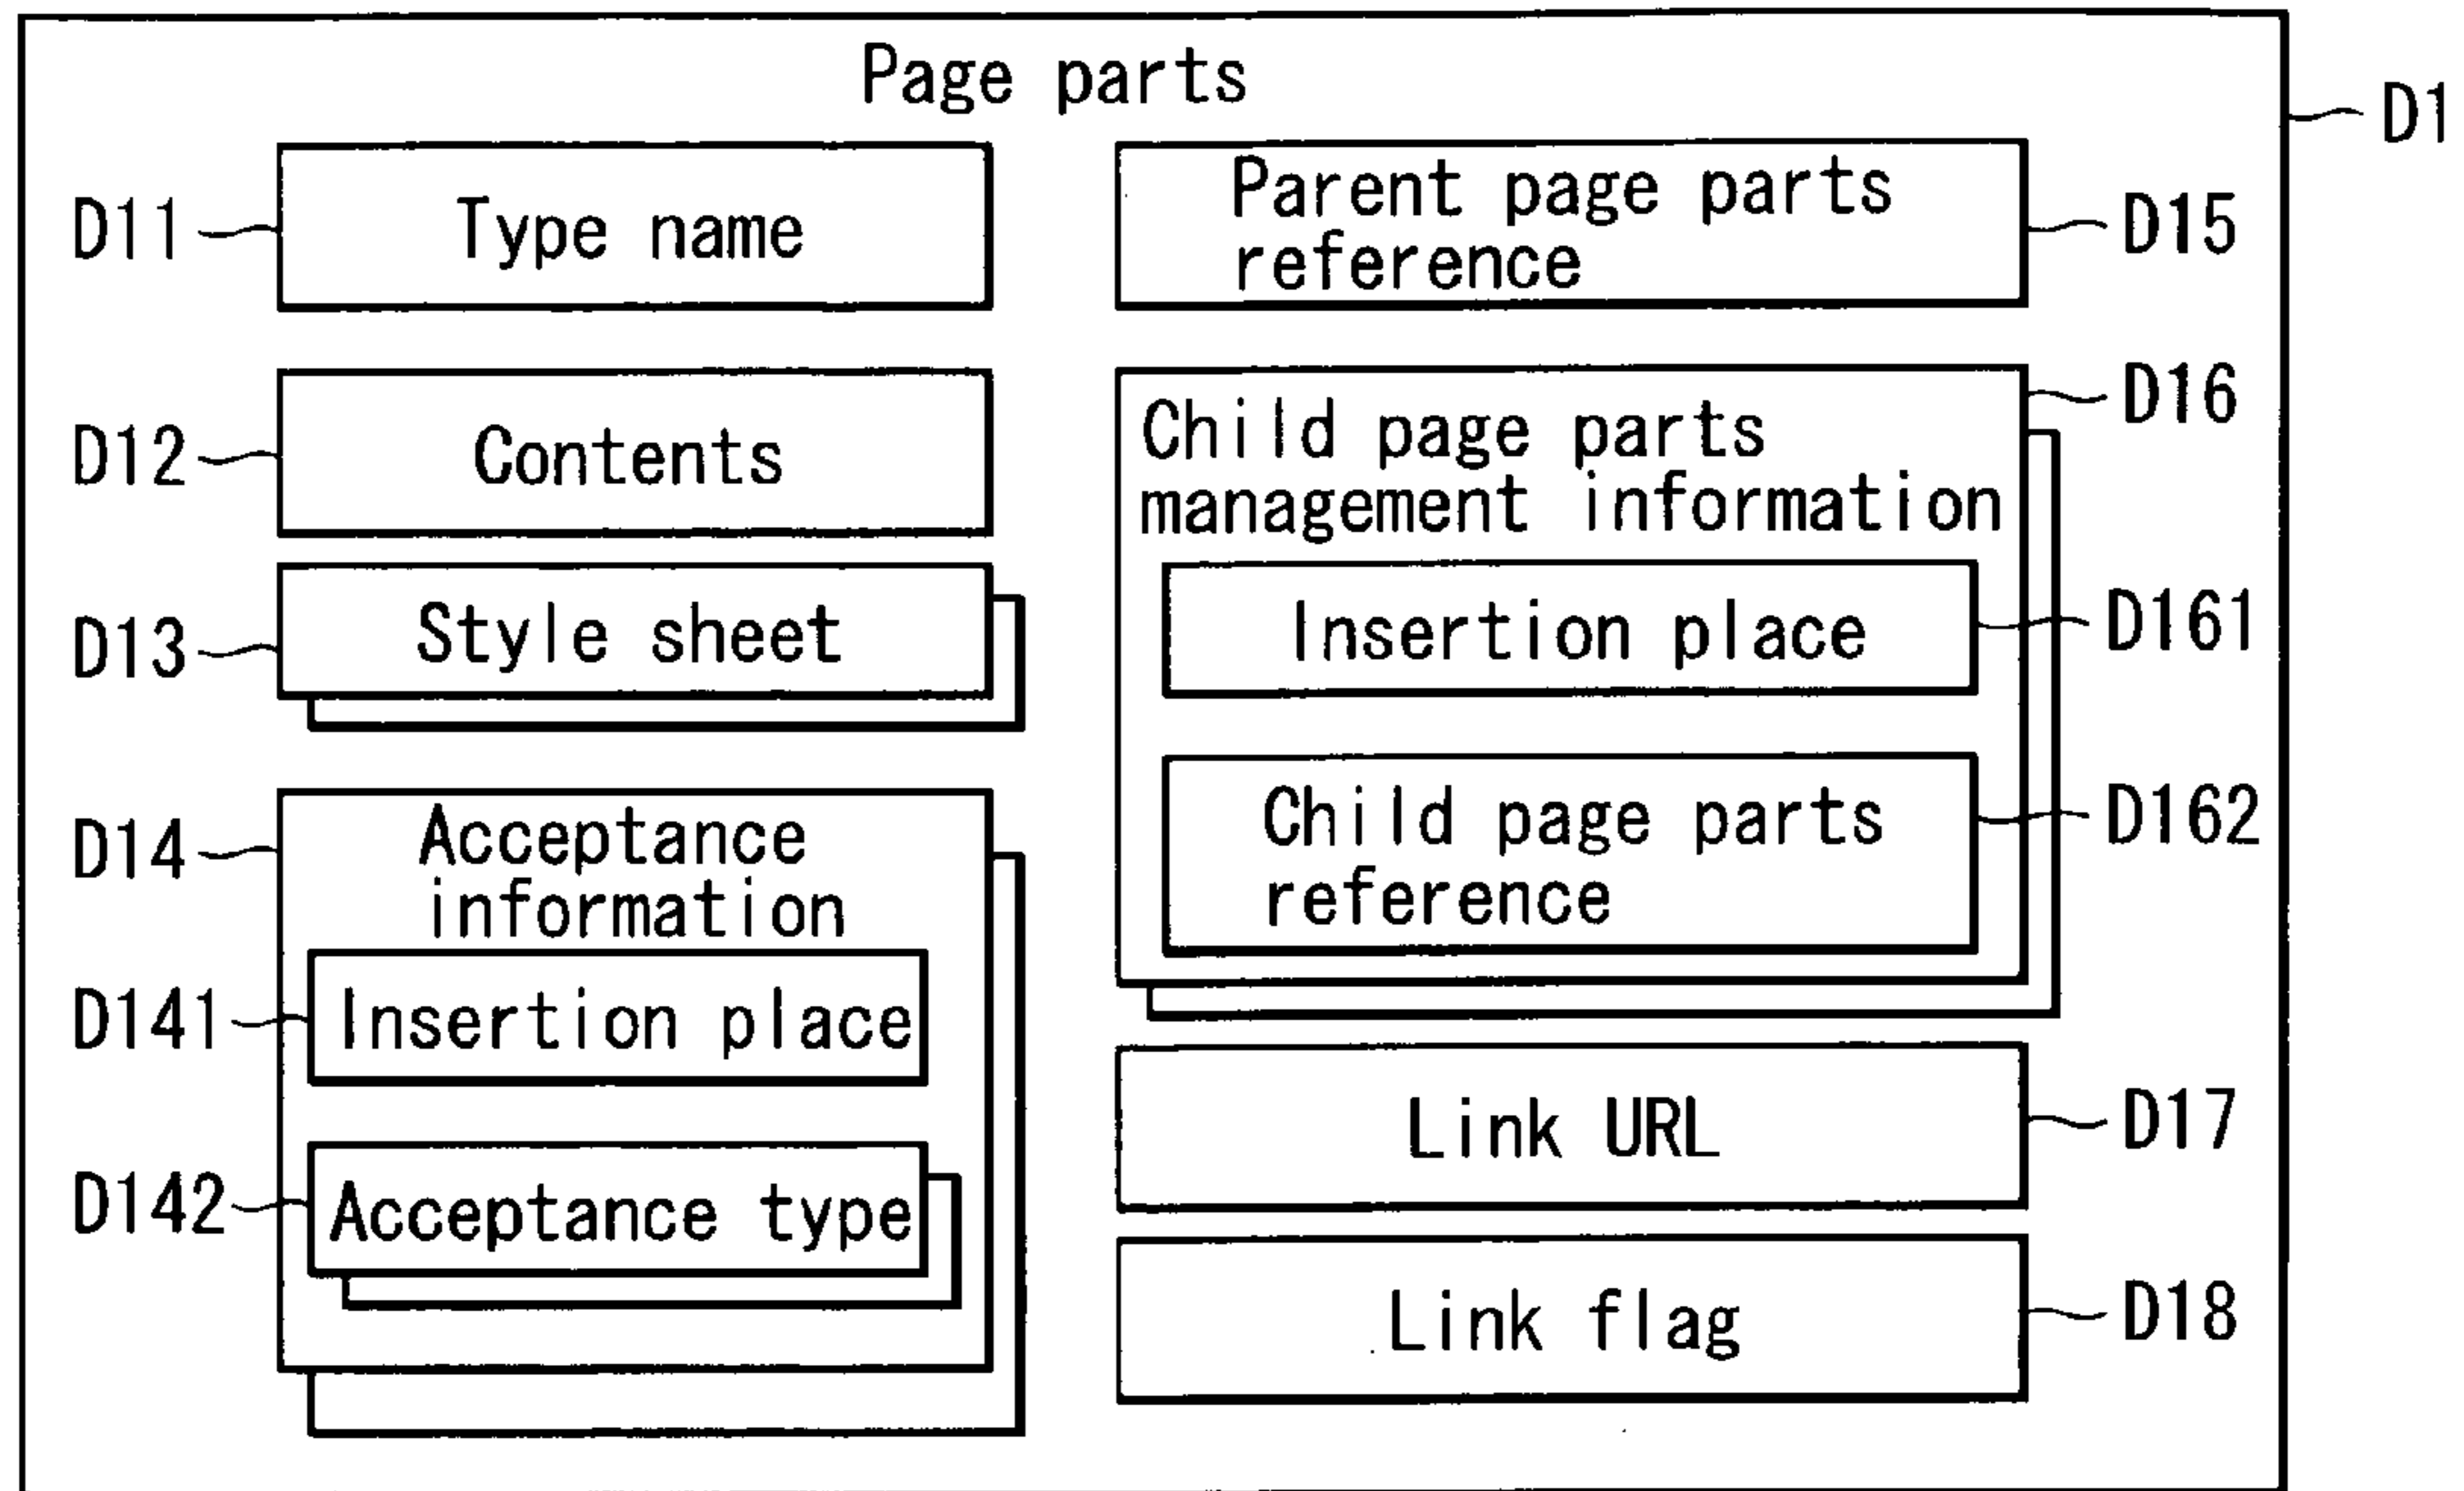 Page parts
D1
D11
Type name
D12
Contents
D13
Style sheet
D14
Acceptance
information
D141
Insertion place
D142
Acceptance type
Parent page parts
reference
D15
D16
Child page parts
management information
Insertion place
D161
Child page parts
reference
D162
Link URL
D17
Link flag
D18